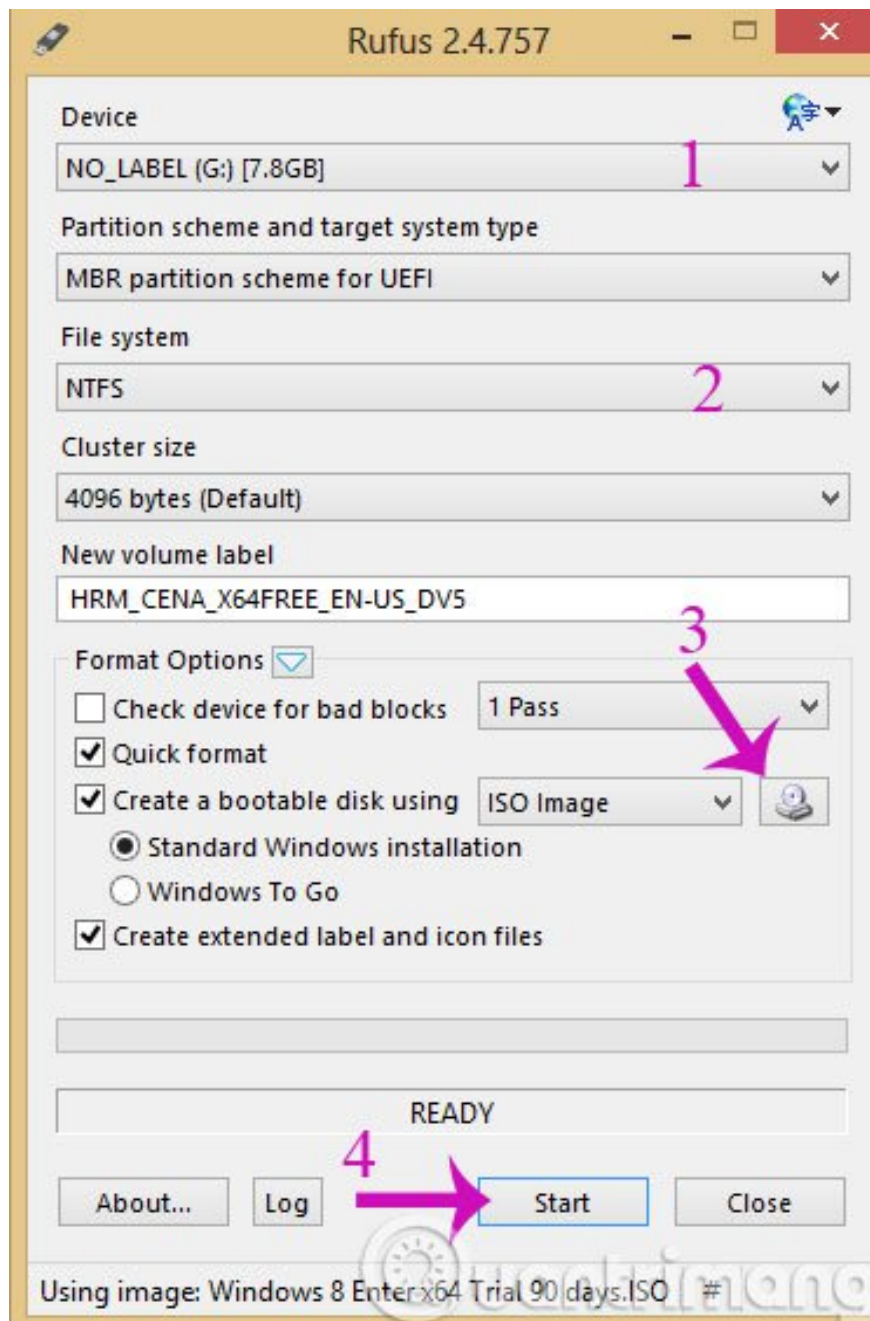 Rufus 2.4.757
Device
NO_LABEL (G:) [7.8GB]
1
Partition scheme and target system type
MBR partition scheme for UEFI
File system
NTFS
2
Cluster size
4096 bytes (Default)
New volume label
HRM_CENA_X64FREE_EN-US_DV5
3
Format Options
Check device for bad blocks
1 Pass
Quick format
Create a bootable disk using
ISO Image
Standard Windows installation
Windows To Go
Create extended label and icon files
READY
4
About...
Log
Start
Close
Using image: Windows 8 Enter-x64 Trial 90 days.ISO
#